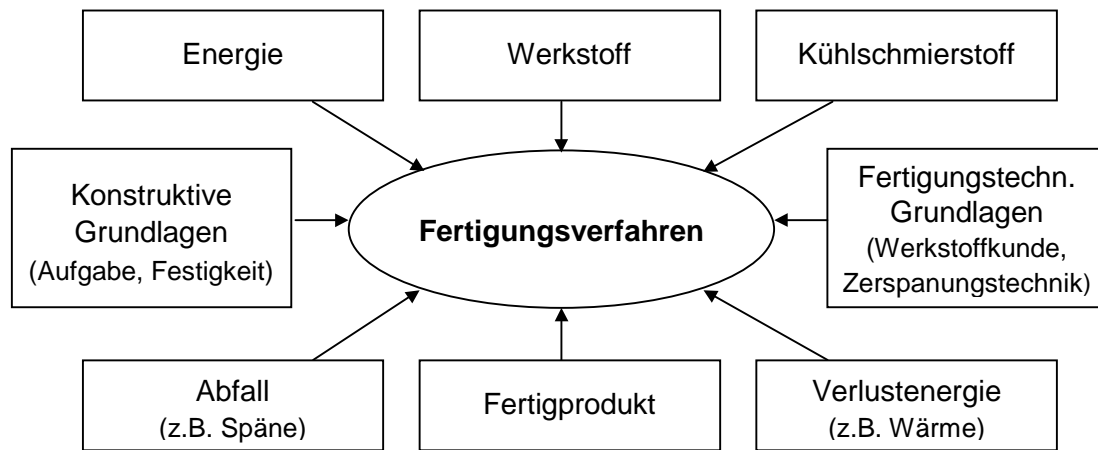 Energie
Werkstoff
Kühlschmierstoff
Konstruktive
Grundlagen
(Aufgabe, Festigkeit)
Fertigungsverfahren
Fertigungstechn.
Grundlagen
(Werkstoffkunde,
Zerspanungstechnik)
Abfall
(z.B. Späne)
Fertigprodukt
Verlustenergie
(z.B. Wärme)